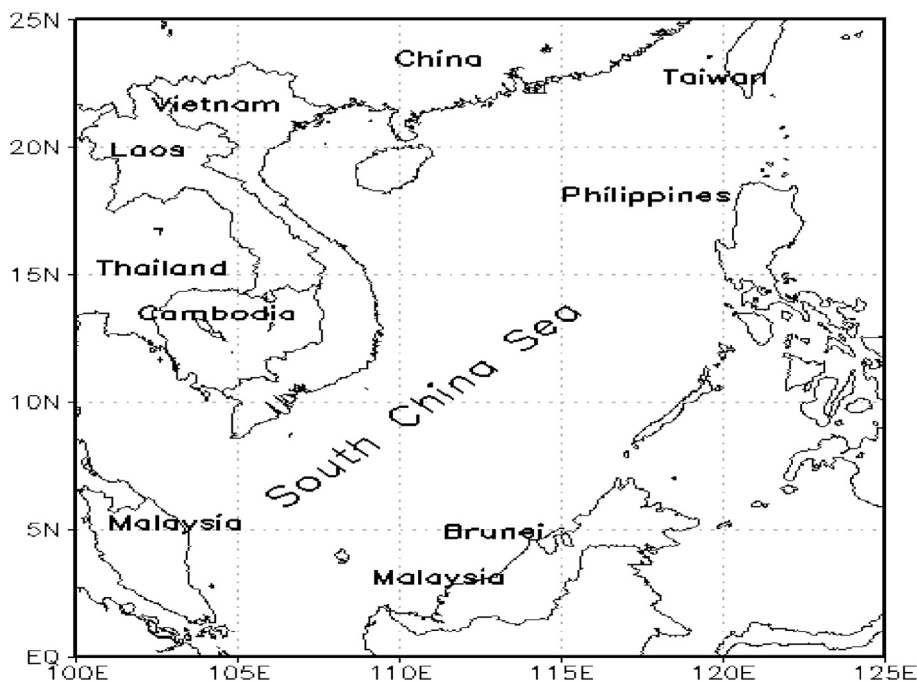 25N
China
Taiwan
Vietnam
20N
Laos
Philippines
15N
Thailand
Cambodia
South China Sea
10N
5N
Malaysia
Brunei
Malaysia
EQ
100E 105E 110E 115E 120E 125E